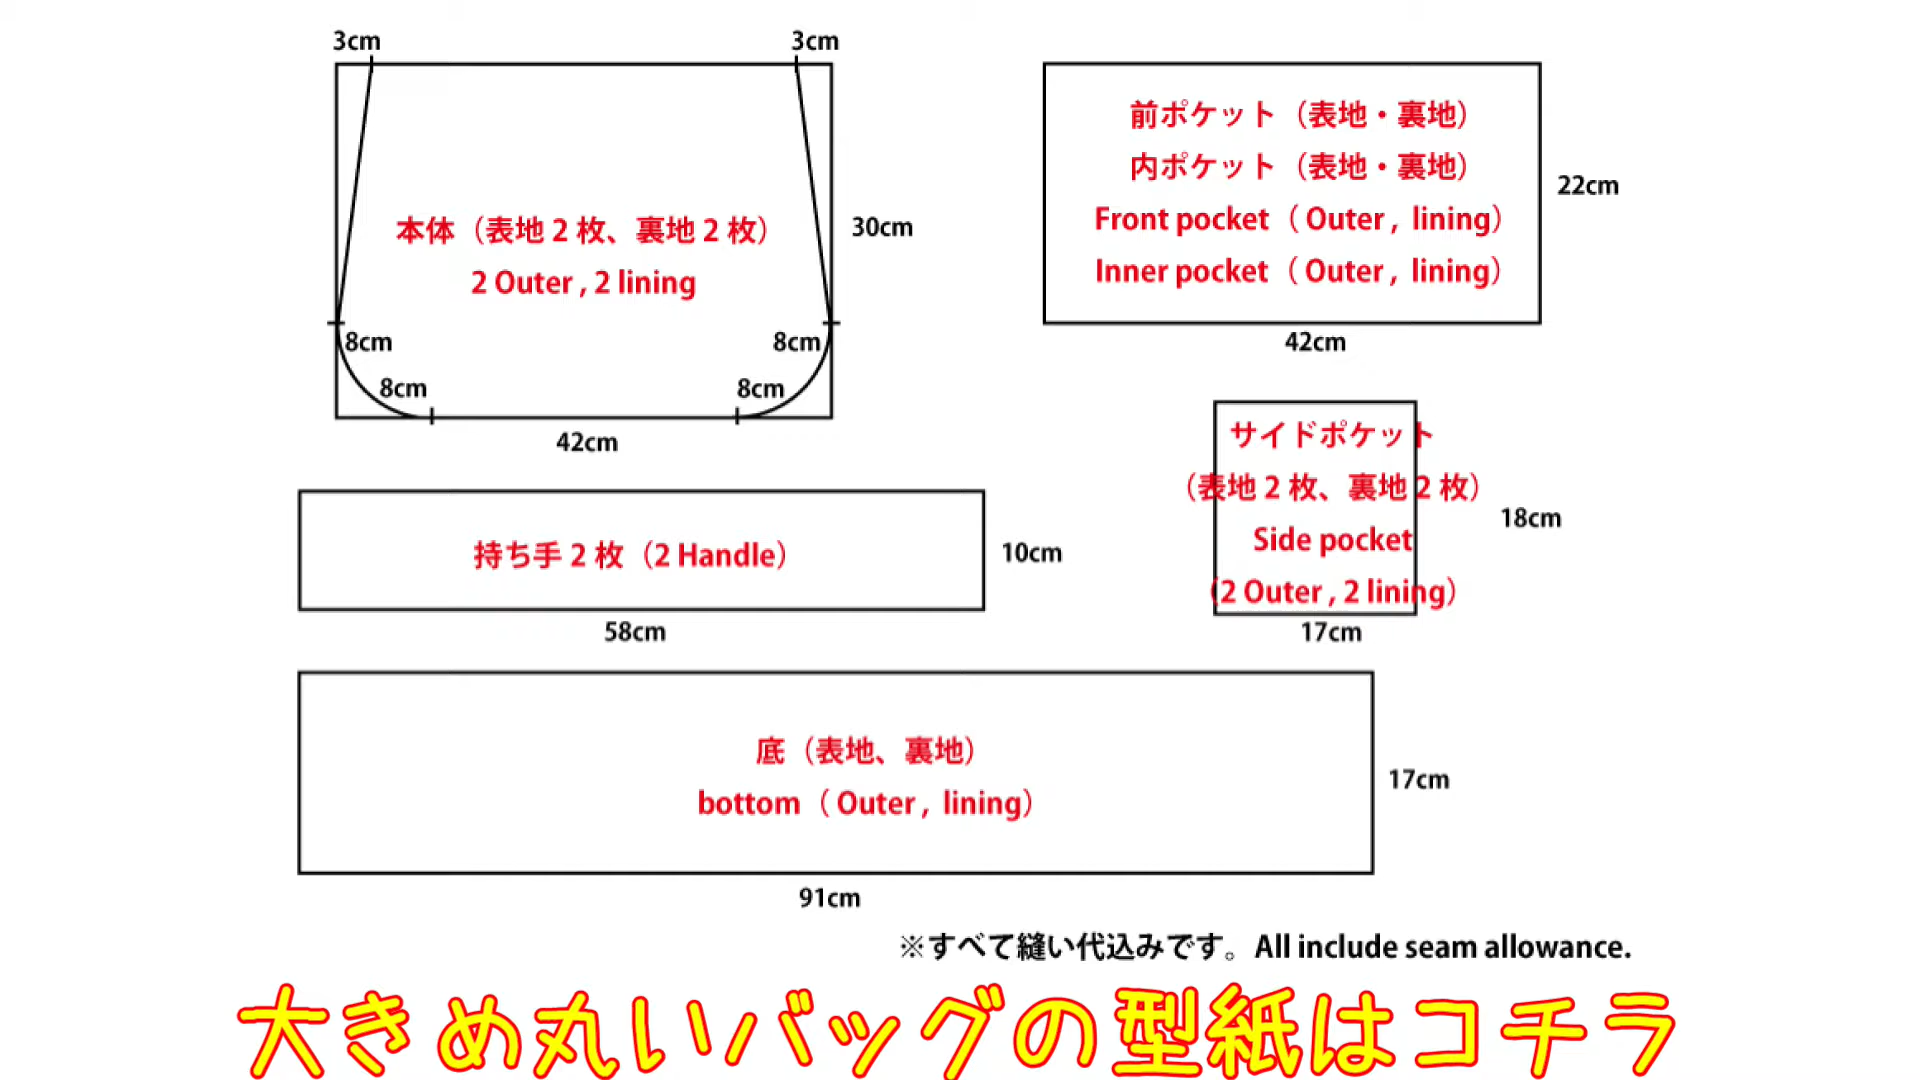 3cm
3cm
本体（表地 2 枚、裏地 2 枚）
2 Outer , 2 lining
30cm
8cm
8cm
8cm
8cm
42cm
前ポケット（表地・裏地）
内ポケット（表地・裏地）
Front pocket（ Outer , lining）
Inner pocket（ Outer , lining）
22cm
42cm
持ち手 2 枚（2 Handle）
10cm
58cm
サイドポケット
（表地 2 枚、裏地 2 枚）
Side pocket
（2 Outer , 2 lining）
18cm
17cm
底（表地、裏地）
bottom（ Outer , lining）
17cm
91cm
※すべて縫い代込みです。All include seam allowance.
大きめ丸いバッグの型紙はコチラ